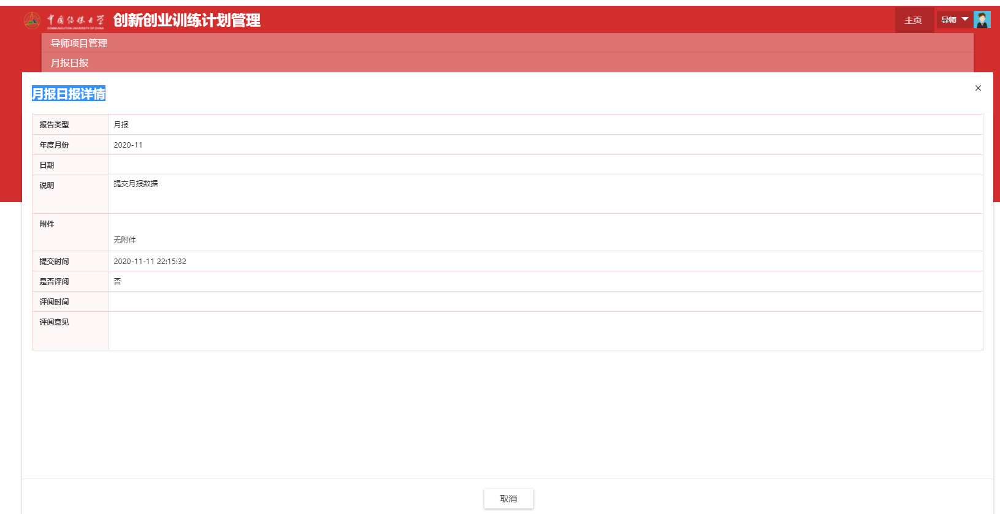 中国传媒大学 创新创业训练计划管理 主页 导师
COMMUNICATION UNIVERSITY OF CHINA
导师项目管理
月报日报
月报日报详情 ×
报告类型 月报
年度月份 2020-11
日期
说明 提交月报数据
附件
无附件
提交时间 2020-11-11 22:15:32
是否评阅 否
评阅时间
评阅意见
取消